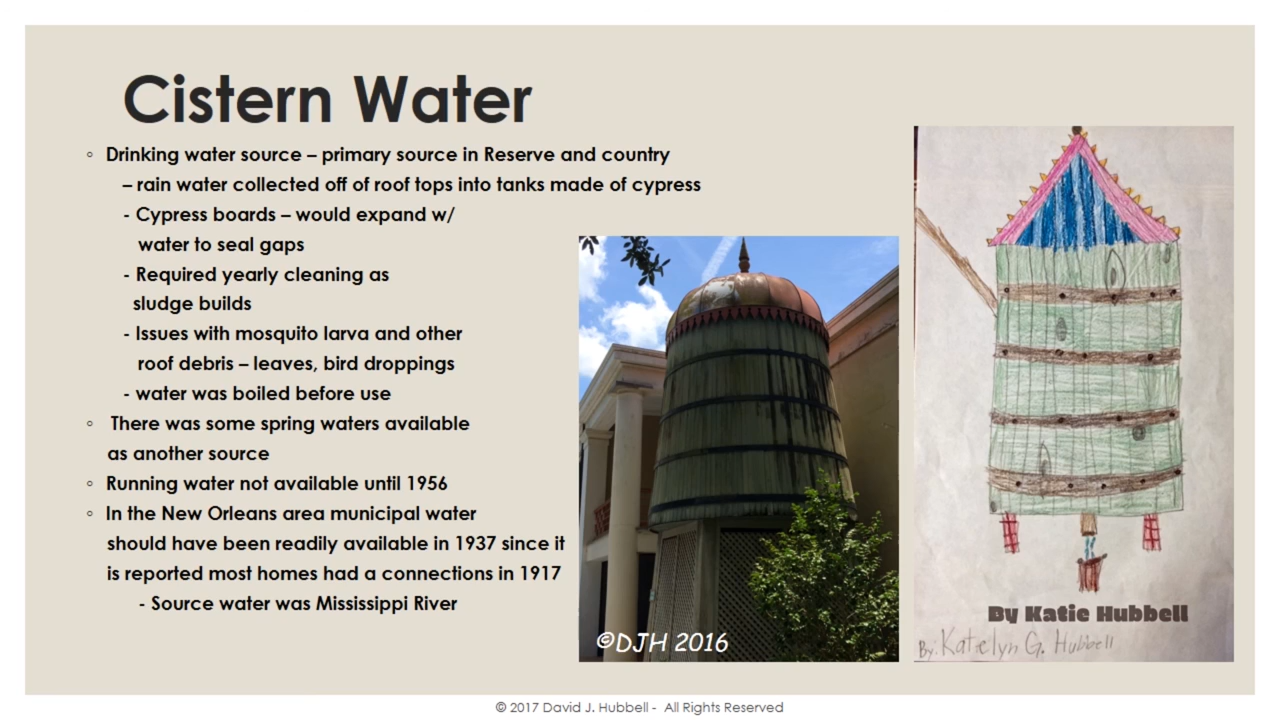 Cistern Water
◦ Drinking water source – primary source in Reserve and country
– rain water collected off of roof tops into tanks made of cypress
- Cypress boards – would expand w/
water to seal gaps
- Required yearly cleaning as
sludge builds
- Issues with mosquito larva and other
roof debris – leaves, bird droppings
- water was boiled before use
◦ There was some spring waters available
as another source
◦ Running water not available until 1956
◦ In the New Orleans area municipal water
should have been readily available in 1937 since it
is reported most homes had a connections in 1917
- Source water was Mississippi River
©DJH 2016
By Katie Hubbell
By: Katelyn G. Hubbell
© 2017 David J. Hubbell - All Rights Reserved